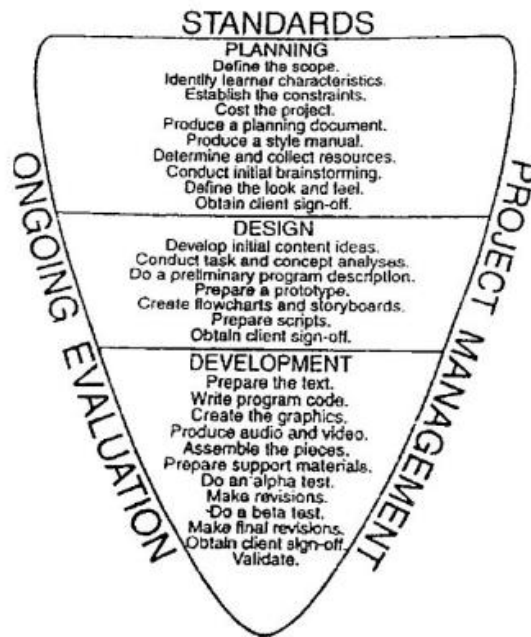 STANDARDS
PLANNING
Define the scope.
Identify learner characteristics.
Establish the constraints.
Cost the project.
Produce a planning document.
Produce a style manual.
Determine and collect resources.
Conduct initial brainstorming.
Define the look and feel.
Obtain client sign-off.
DESIGN
Develop initial content ideas.
Conduct task and concept analyses.
Do a preliminary program description.
Prepare a prototype.
Create flowcharts and storyboards.
Prepare scripts.
Obtain client sign-off.
DEVELOPMENT
Prepare the text.
Write program code.
Create the graphics.
Produce audio and video.
Assemble the pieces.
Prepare support materials.
Do an alpha test.
Make revisions.
Do a beta test.
Make final revisions.
Obtain client sign-off.
Validate.
ONGOING EVALUATION
PROJECT MANAGEMENT